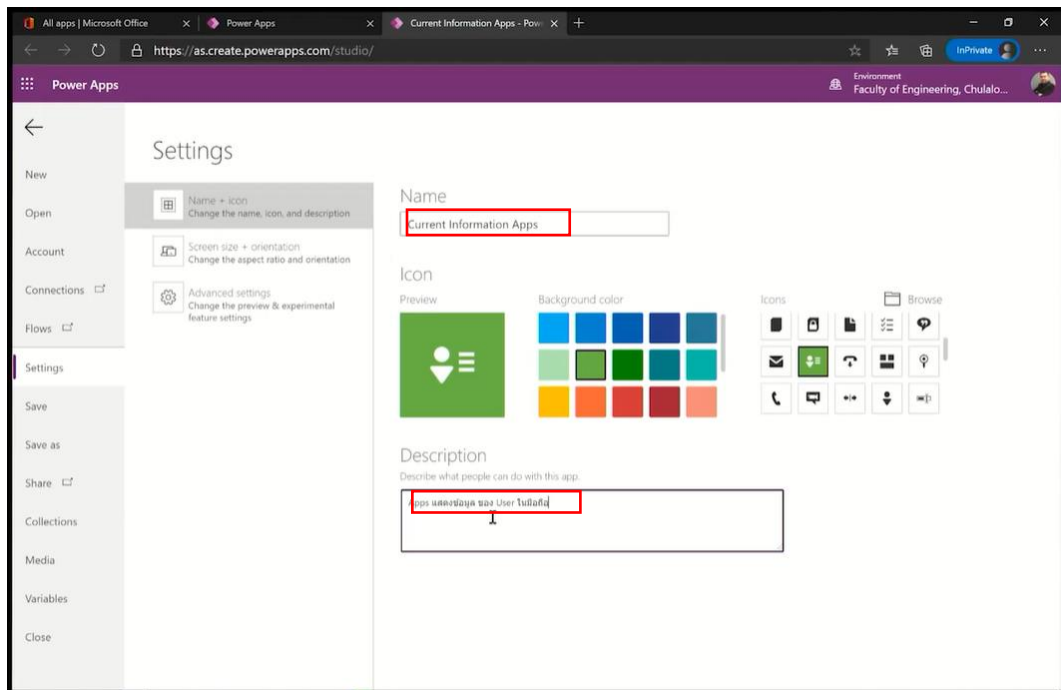 All apps | Microsoft Office
Power Apps
Current Information Apps - Pow
https://as.create.powerapps.com/studio/
InPrivate
Power Apps
Environment
Faculty of Engineering, Chulalo...
Settings
New
Open
Account
Connections
Flows
Settings
Save
Save as
Share
Collections
Media
Variables
Close
Name + icon
Change the name, icon, and description
Screen size + orientation
Change the aspect ratio and orientation
Advanced settings
Change the preview & experimental
feature settings
Name
Current Information Apps
Icon
Preview
Background color
Icons
Browse
Description
Describe what people can do with this app.
Apps แสดงข้อมูล ของ User ในมือถือ